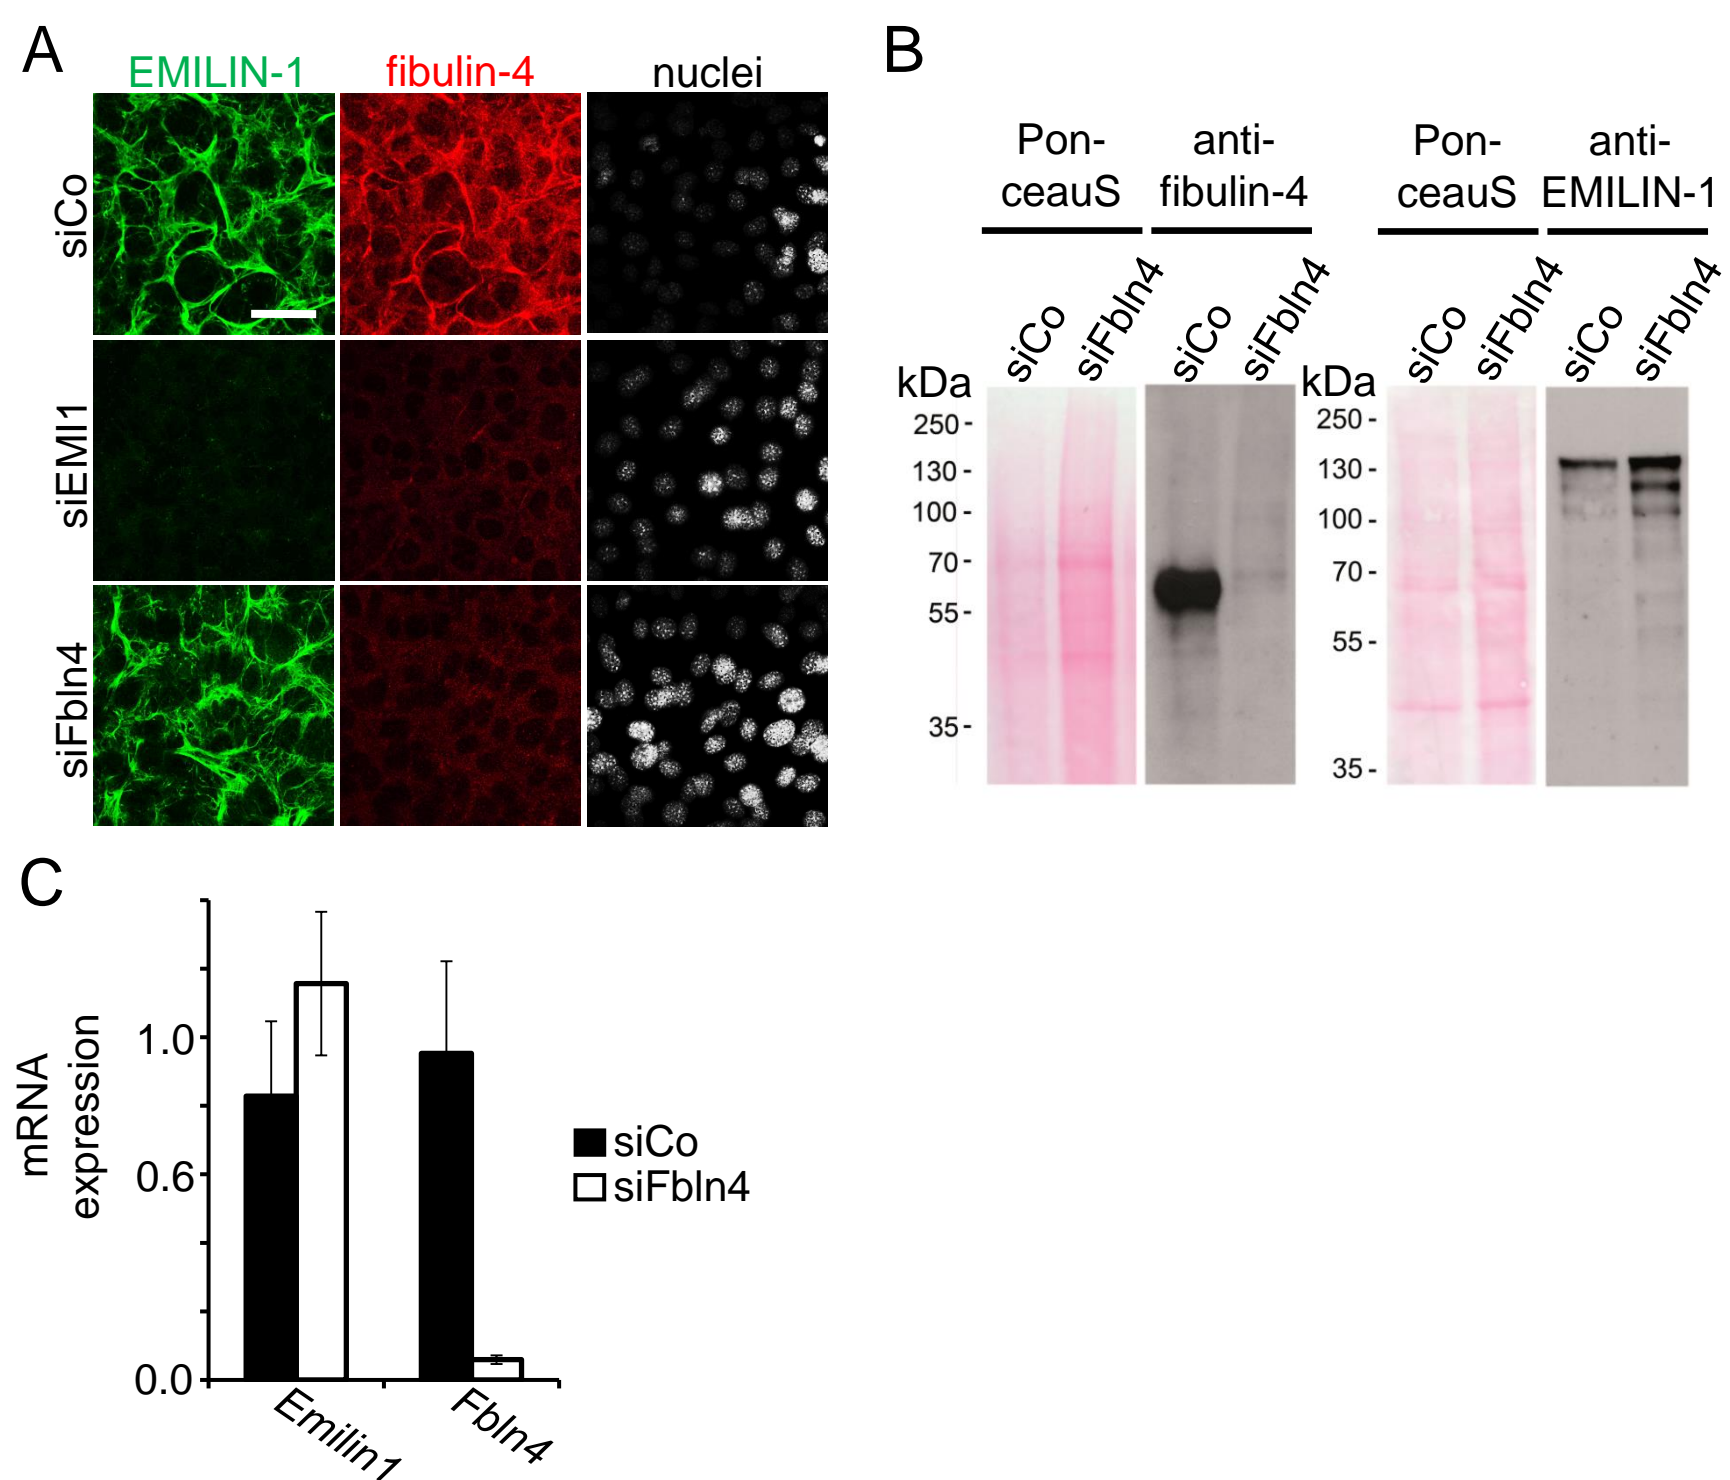 A
EMILIN-1 fibulin-4 nuclei
siCo
siEMI1
siFbln4
B
Pon-
ceauS
anti-
fibulin-4
Pon-
ceauS
anti-
EMILIN-1
siCo siFbln4 siCo siFbln4 siCo siFbln4 siCo siFbln4
kDa
250 -
130 -
100 -
70 -
55 -
35 -
kDa
250 -
130 -
100 -
70 -
55 -
35 -
C
mRNA
expression
1.0
0.6
0.0
Emilin1 Fbln4
siCo
siFbln4